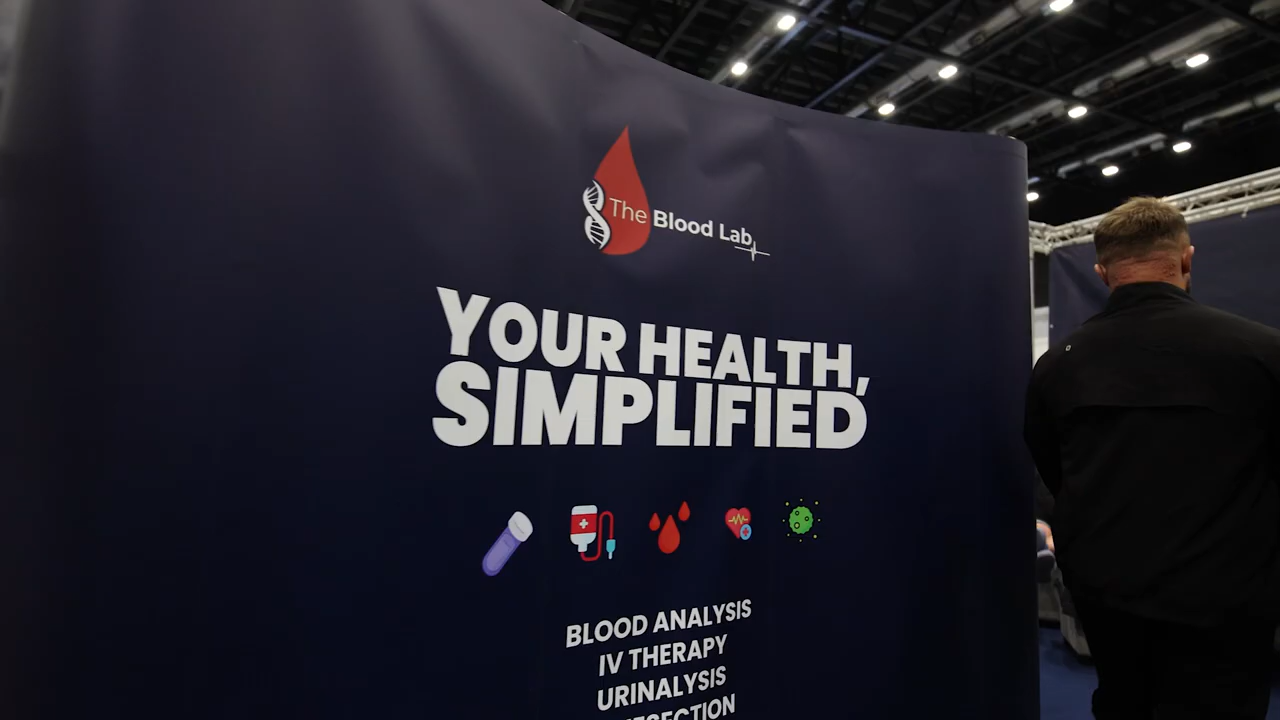 The Blood Lab
YOUR HEALTH,
SIMPLIFIED
BLOOD ANALYSIS
IV THERAPY
URINALYSIS